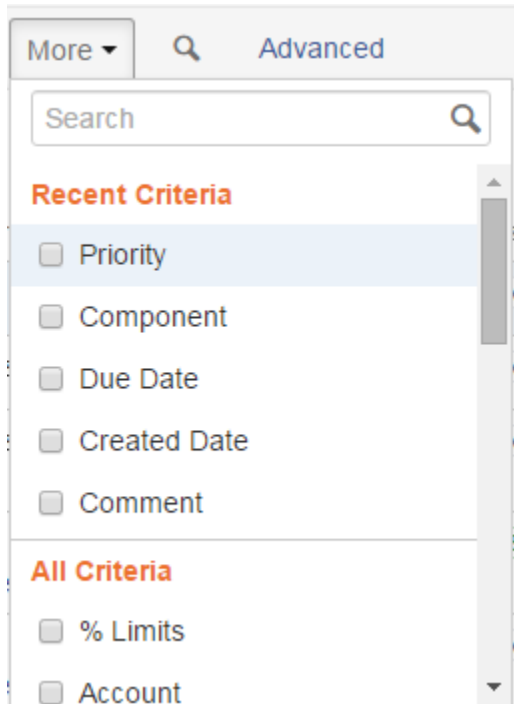 More Advanced
Search
Recent Criteria
Priority
Component
Due Date
Created Date
Comment
All Criteria
% Limits
Account